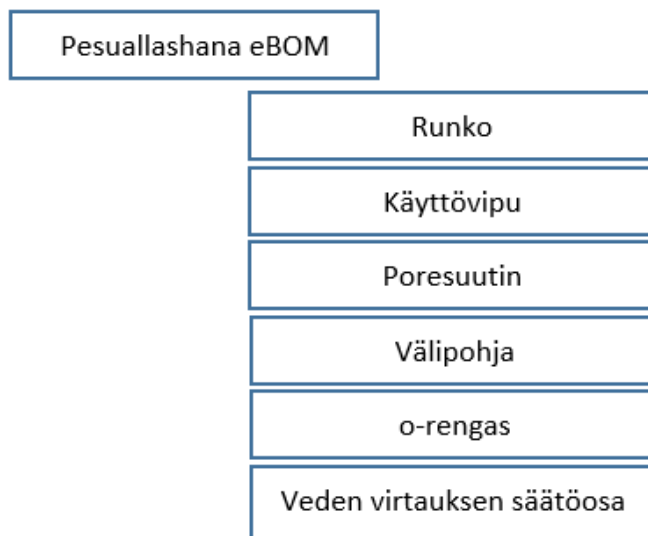 Pesuallashana eBOM
Runko
Käyttövipu
Poresuutin
Välipohja
o-rengas
Veden virtauksen säätöosa